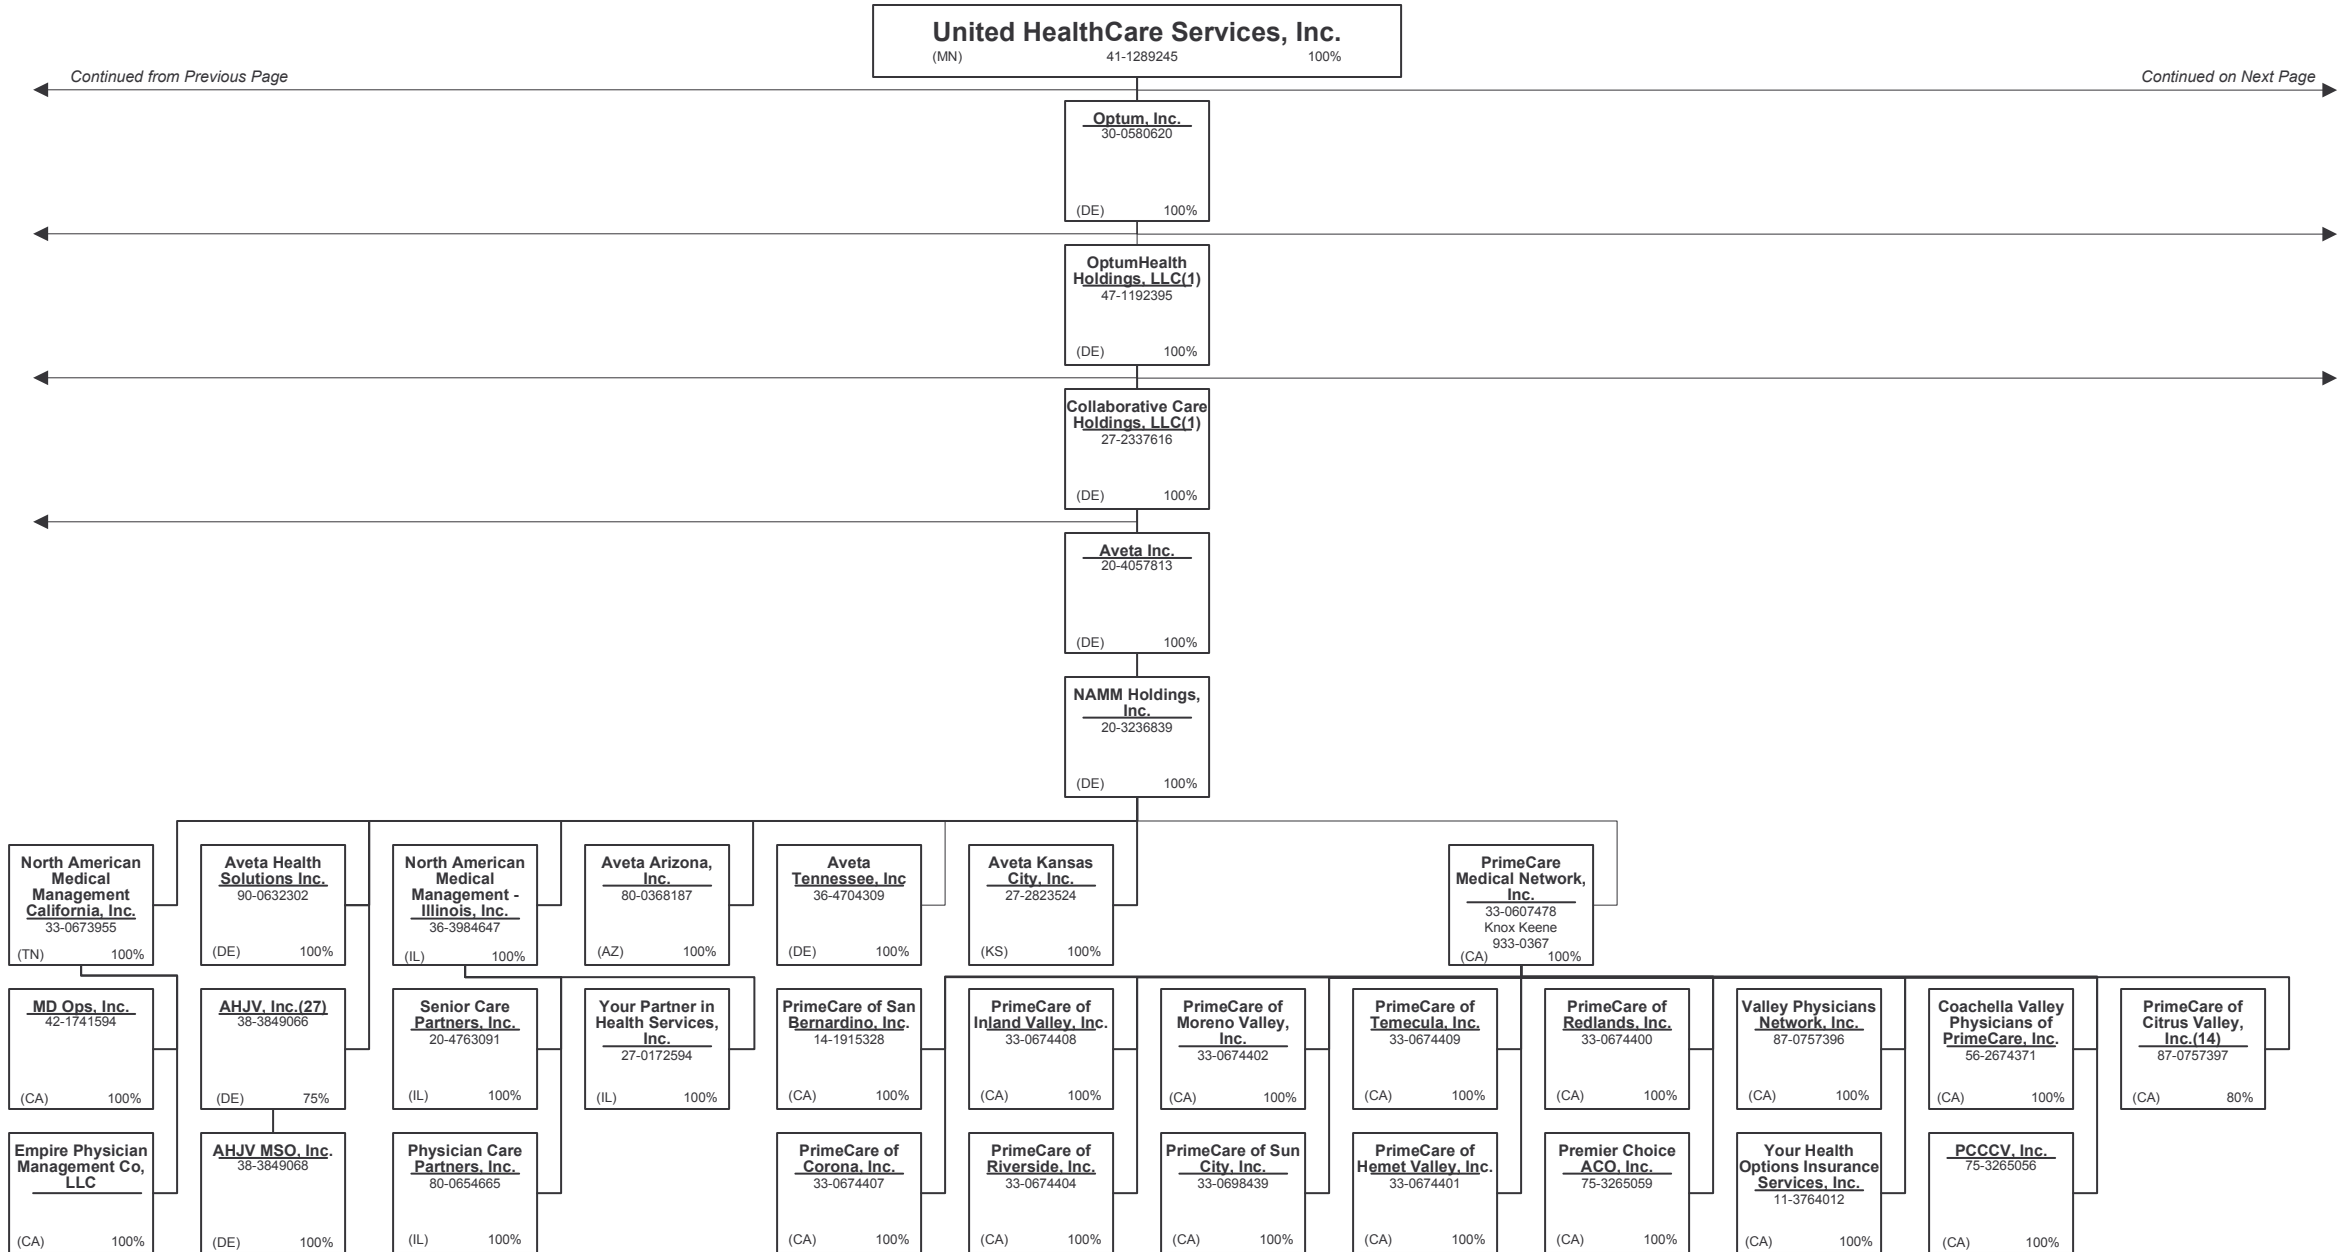 United HealthCare Services, Inc.
(MN) 41-1289245 100%
Continued from Previous Page
Continued on Next Page
Optum, Inc.
30-0580620
(DE) 100%
OptumHealth
Holdings, LLC(1)
47-1192395
(DE) 100%
Collaborative Care
Holdings, LLC(1)
27-2337616
(DE) 100%
Aveta Inc.
20-4057813
(DE) 100%
NAMM Holdings,
Inc.
20-3236839
(DE) 100%
North American
Medical
Management
California, Inc.
33-0673955
(TN) 100%
Aveta Health
Solutions Inc.
90-0632302
(DE) 100%
North American
Medical
Management -
Illinois, Inc.
36-3984647
(IL) 100%
Aveta Arizona,
Inc.
80-0368187
(AZ) 100%
Aveta
Tennessee, Inc
36-4704309
(DE) 100%
Aveta Kansas
City, Inc.
27-2823524
(KS) 100%
PrimeCare
Medical Network,
Inc.
33-0607478
Knox Keene
933-0367
(CA) 100%
MD Ops, Inc.
42-1741594
(CA) 100%
AHJV, Inc.(27)
38-3849066
(DE) 75%
Senior Care
Partners, Inc.
20-4763091
(IL) 100%
Your Partner in
Health Services,
Inc.
27-0172594
(IL) 100%
PrimeCare of San
Bernardino, Inc.
14-1915328
(CA) 100%
PrimeCare of
Inland Valley, Inc.
33-0674408
(CA) 100%
PrimeCare of
Moreno Valley,
Inc.
33-0674402
(CA) 100%
PrimeCare of
Temecula, Inc.
33-0674409
(CA) 100%
PrimeCare of
Redlands, Inc.
33-0674400
(CA) 100%
Valley Physicians
Network, Inc.
87-0757396
(CA) 100%
Coachella Valley
Physicians of
PrimeCare, Inc.
56-2674371
(CA) 100%
PrimeCare of
Citrus Valley,
Inc.(14)
87-0757397
(CA) 80%
Empire Physician
Management Co,
LLC
(CA) 100%
AHJV MSO, Inc.
38-3849068
(DE) 100%
Physician Care
Partners, Inc.
80-0654665
(IL) 100%
PrimeCare of
Corona, Inc.
33-0674407
(CA) 100%
PrimeCare of
Riverside, Inc.
33-0674404
(CA) 100%
PrimeCare of Sun
City, Inc.
33-0698439
(CA) 100%
PrimeCare of
Hemet Valley, Inc.
33-0674401
(CA) 100%
Premier Choice
ACO, Inc.
75-3265059
(CA) 100%
Your Health
Options Insurance
Services, Inc.
11-3764012
(CA) 100%
PCCCV, Inc.
75-3265056
(CA) 100%